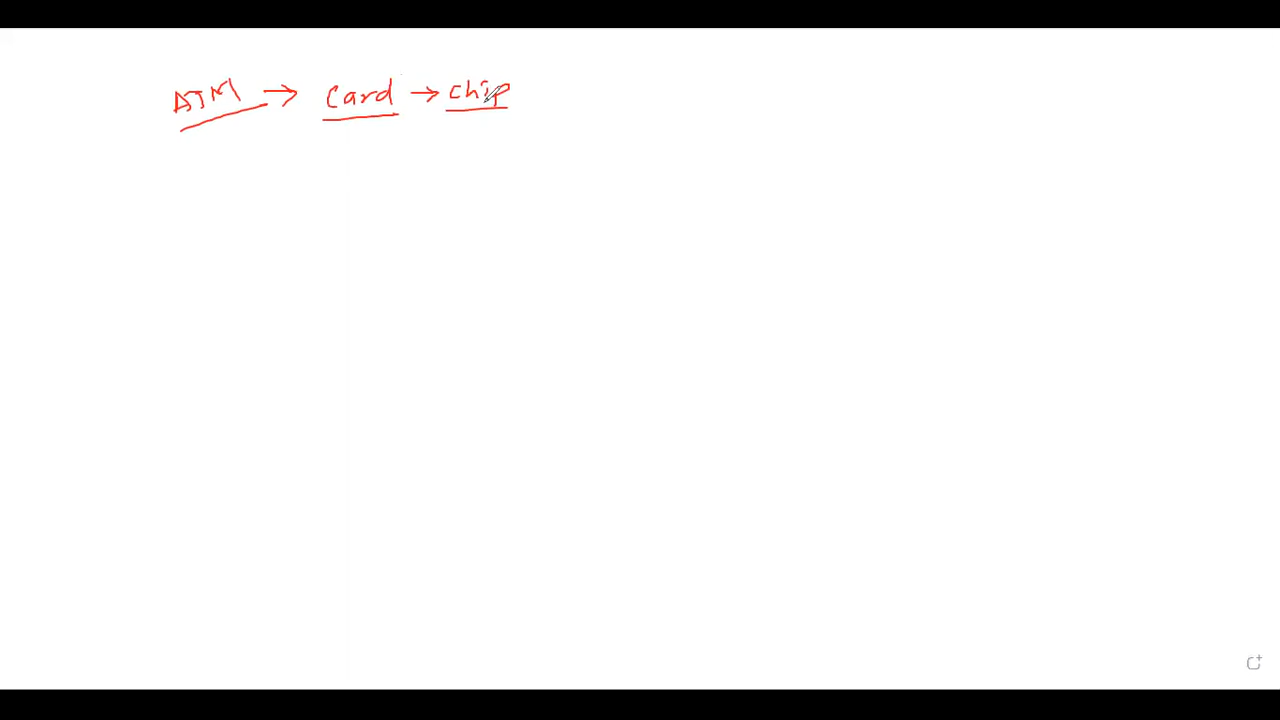 ATM → Card → chip